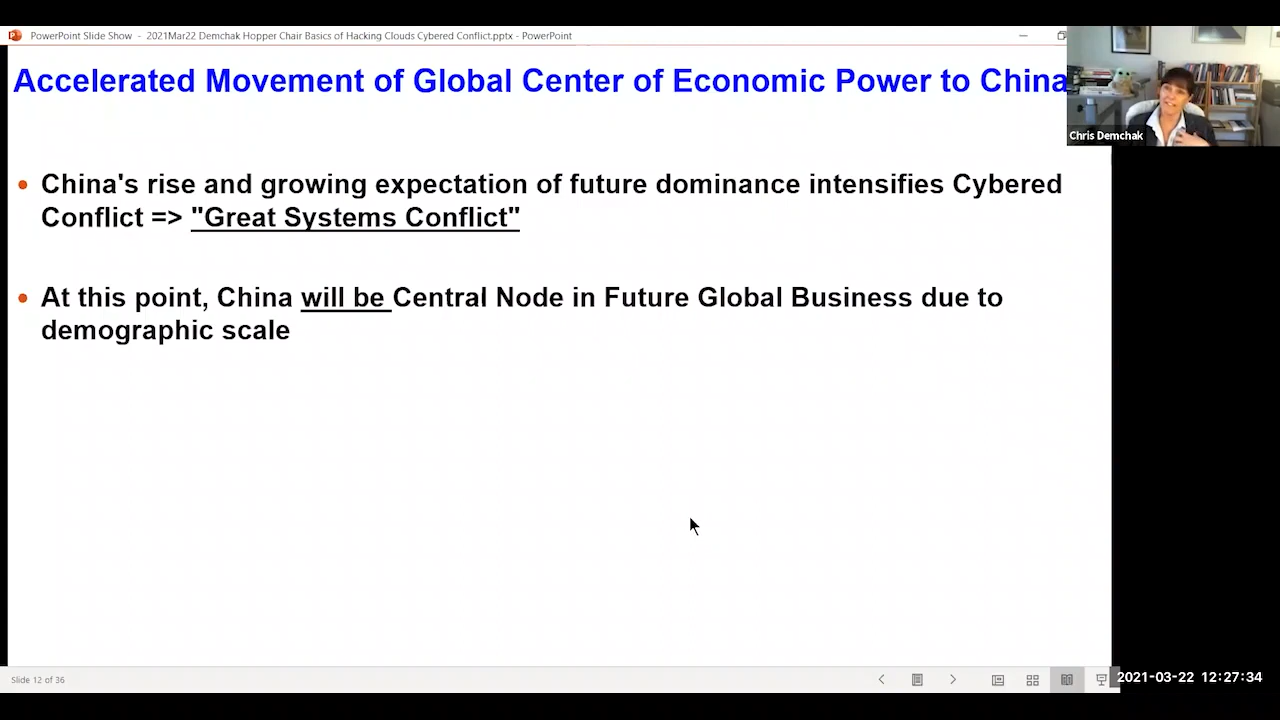 PowerPoint Slide Show - 2021Mar22 Demchak Hopper Chair Basics of Hacking Clouds Cybered Conflict.pptx - PowerPoint
Accelerated Movement of Global Center of Economic Power to China
Chris Demchak
• China's rise and growing expectation of future dominance intensifies Cybered
Conflict => "Great Systems Conflict"
• At this point, China will be Central Node in Future Global Business due to
demographic scale
Slide 12 of 36
2021-03-22 12:27:34